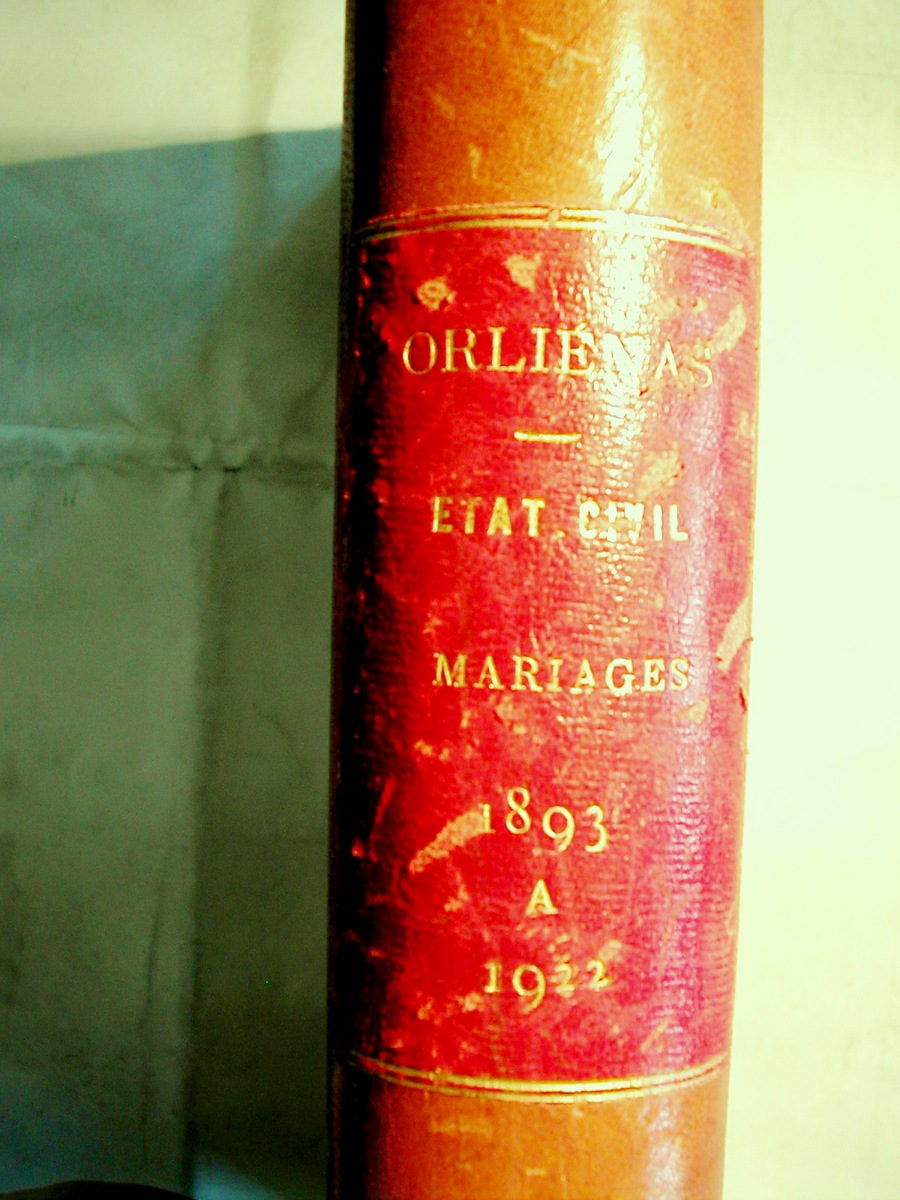 ORLIÉNAS
ETAT CIVIL
MARIAGES
1893
A
1922